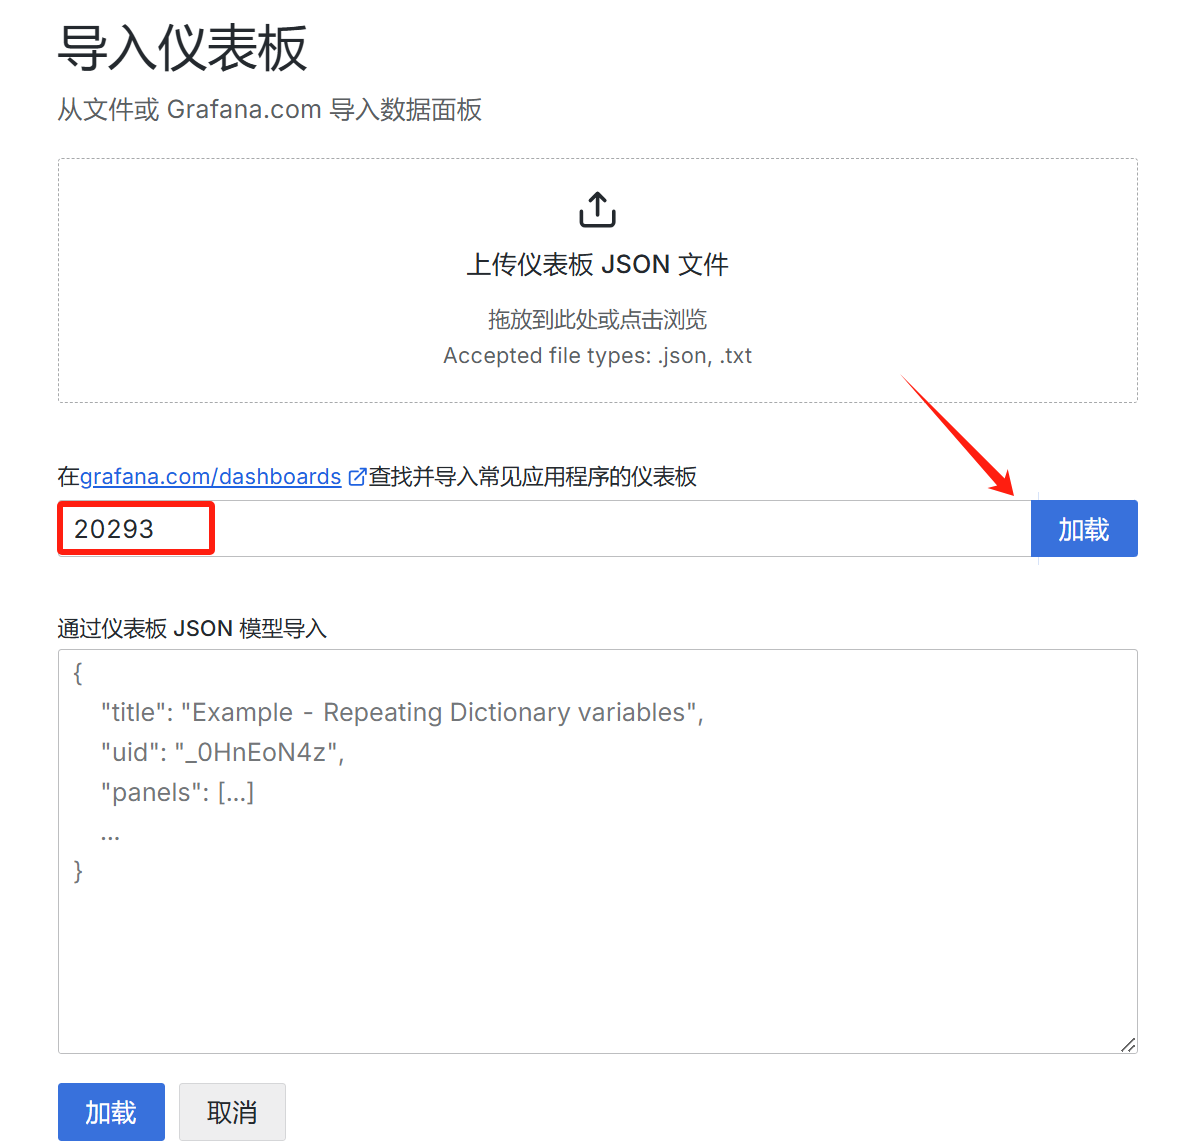 导入仪表板
从文件或 Grafana.com 导入数据面板
上传仪表板 JSON 文件
拖放到此处或点击浏览
Accepted file types: .json, .txt
在grafana.com/dashboards查找并导入常见应用程序的仪表板
20293
加载
通过仪表板 JSON 模型导入
{
"title": "Example - Repeating Dictionary variables",
"uid": "_0HnEoN4z",
"panels": [...]
...
}
加载
取消